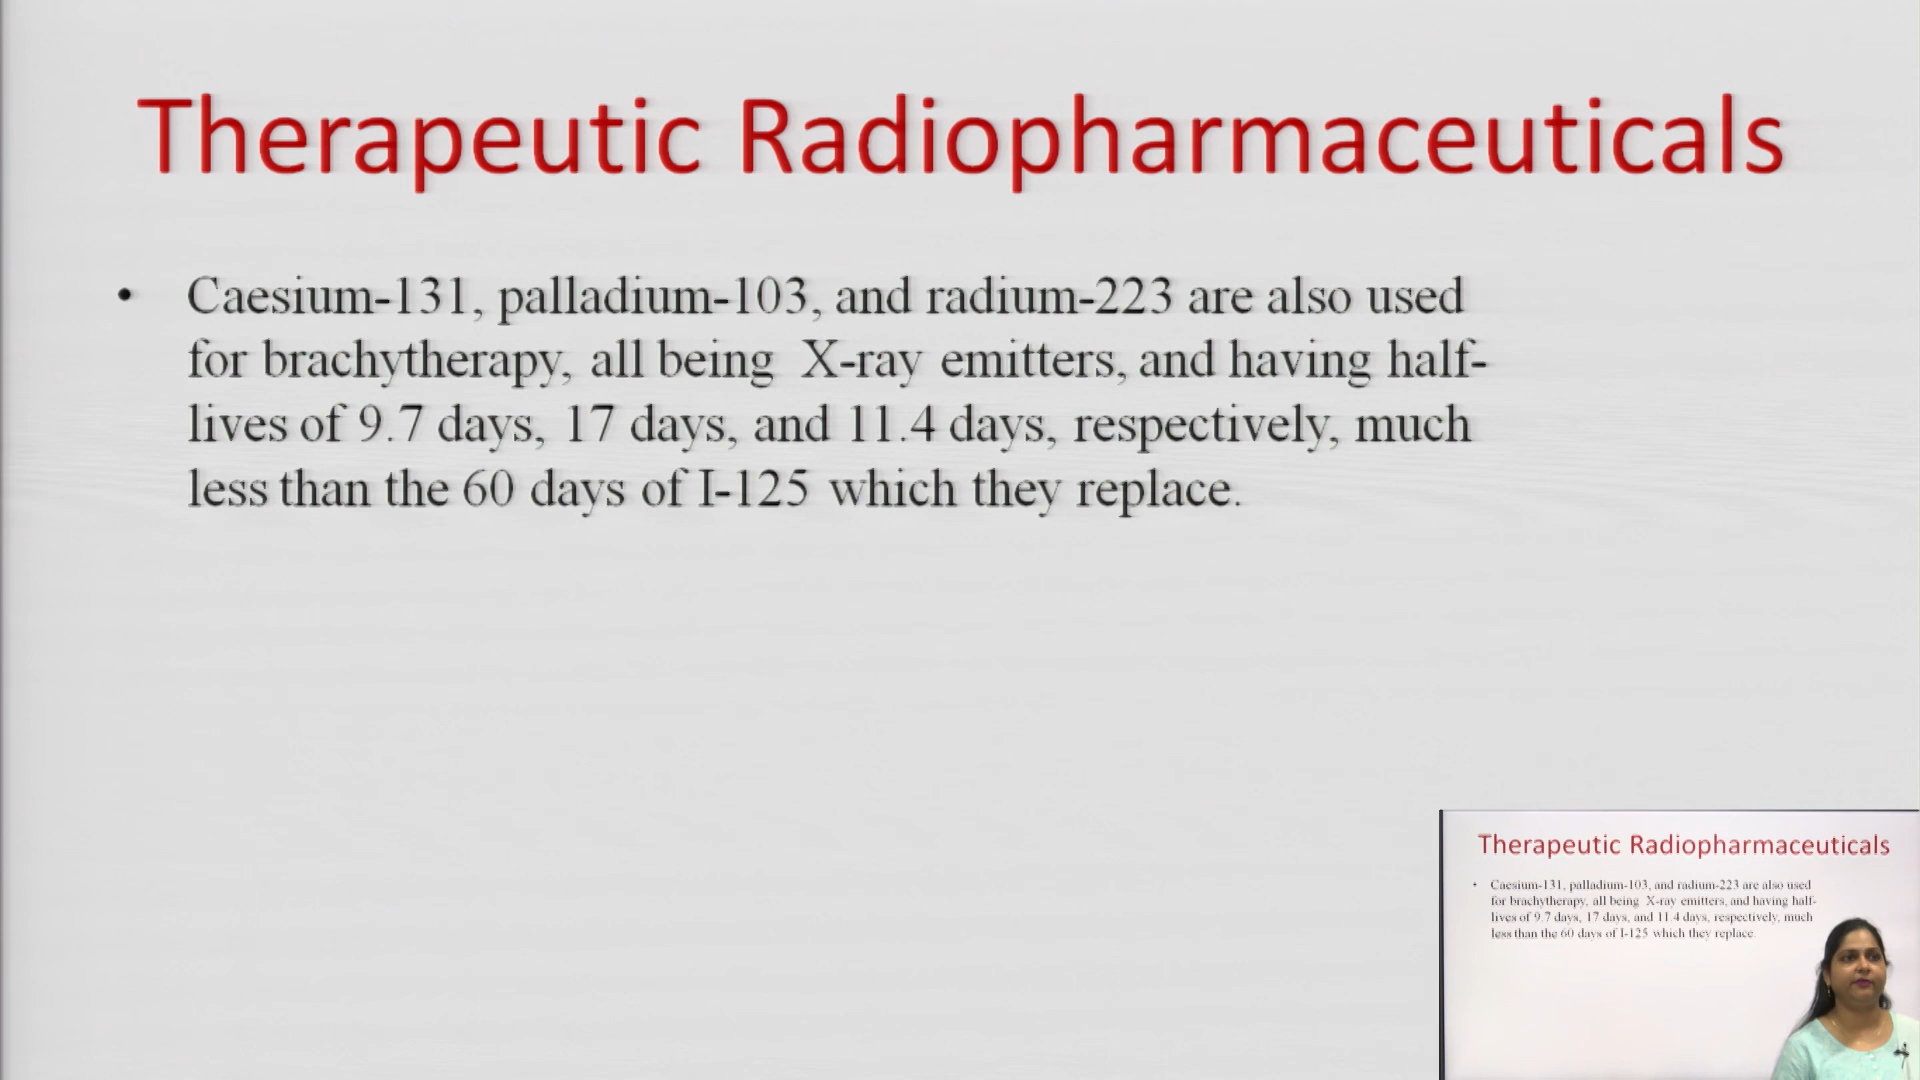 Therapeutic Radiopharmaceuticals
• Caesium-131, palladium-103, and radium-223 are also used
for brachytherapy, all being X-ray emitters, and having half-
lives of 9.7 days, 17 days, and 11.4 days, respectively, much
less than the 60 days of I-125 which they replace.
Therapeutic Radiopharmaceuticals
• Caesium-131, palladium-103, and radium-223 are also used
for brachytherapy, all being X-ray emitters, and having half-
lives of 9.7 days, 17 days, and 11.4 days, respectively, much
less than the 60 days of I-125 which they replace.